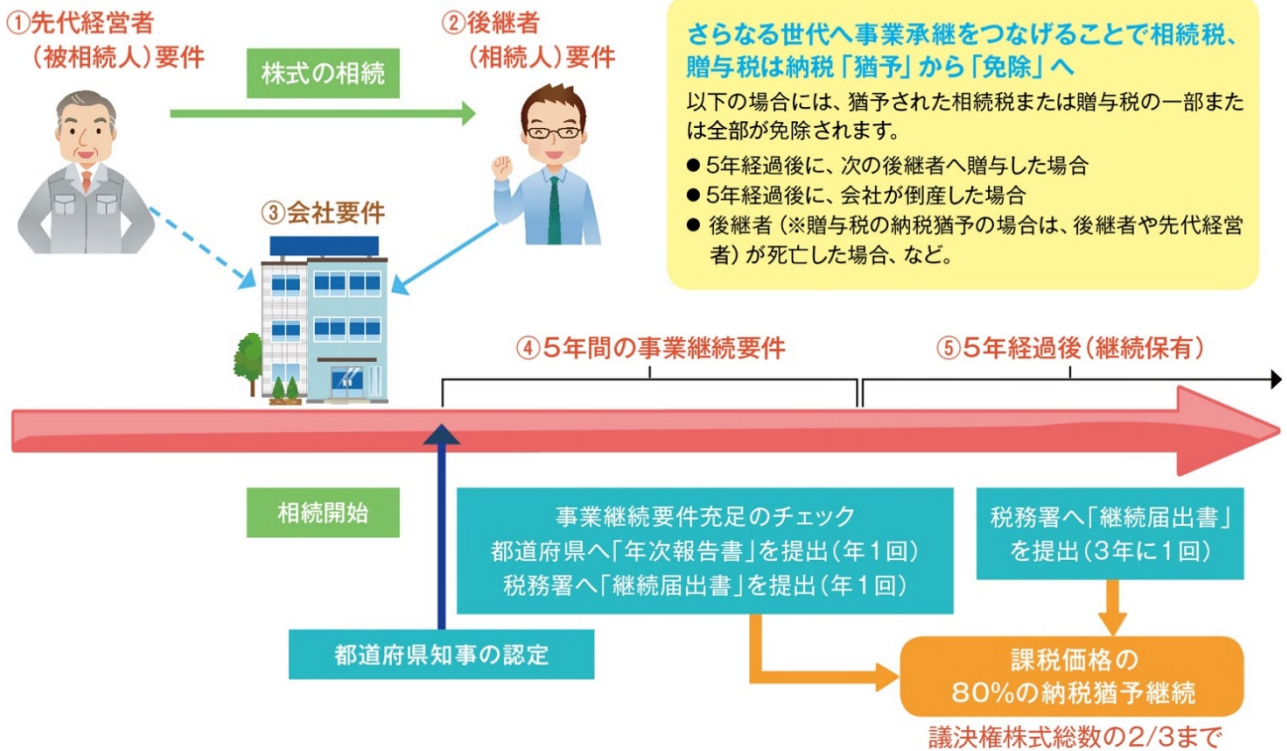 ①先代経営者
(被相続人)要件
株式の相続
②後継者
(相続人)要件
③会社要件
さらなる世代へ事業承継をつなげることで相続税、
贈与税は納税「猶予」から「免除」へ
以下の場合には、猶予された相続税または贈与税の一部また
は全部が免除されます。
●5年経過後に、次の後継者へ贈与した場合
●5年経過後に、会社が倒産した場合
●後継者(※贈与税の納税猶予の場合は、後継者や先代経営
者)が死亡した場合、など。
④5年間の事業継続要件
⑤5年経過後(継続保有)
相続開始
都道府県知事の認定
事業継続要件充足のチェック
都道府県へ「年次報告書」を提出(年1回)
税務署へ「継続届出書」を提出(年1回)
税務署へ「継続届出書」
を提出(3年に1回)
課税価格の
80%の納税猶予継続
議決権株式総数の2/3まで